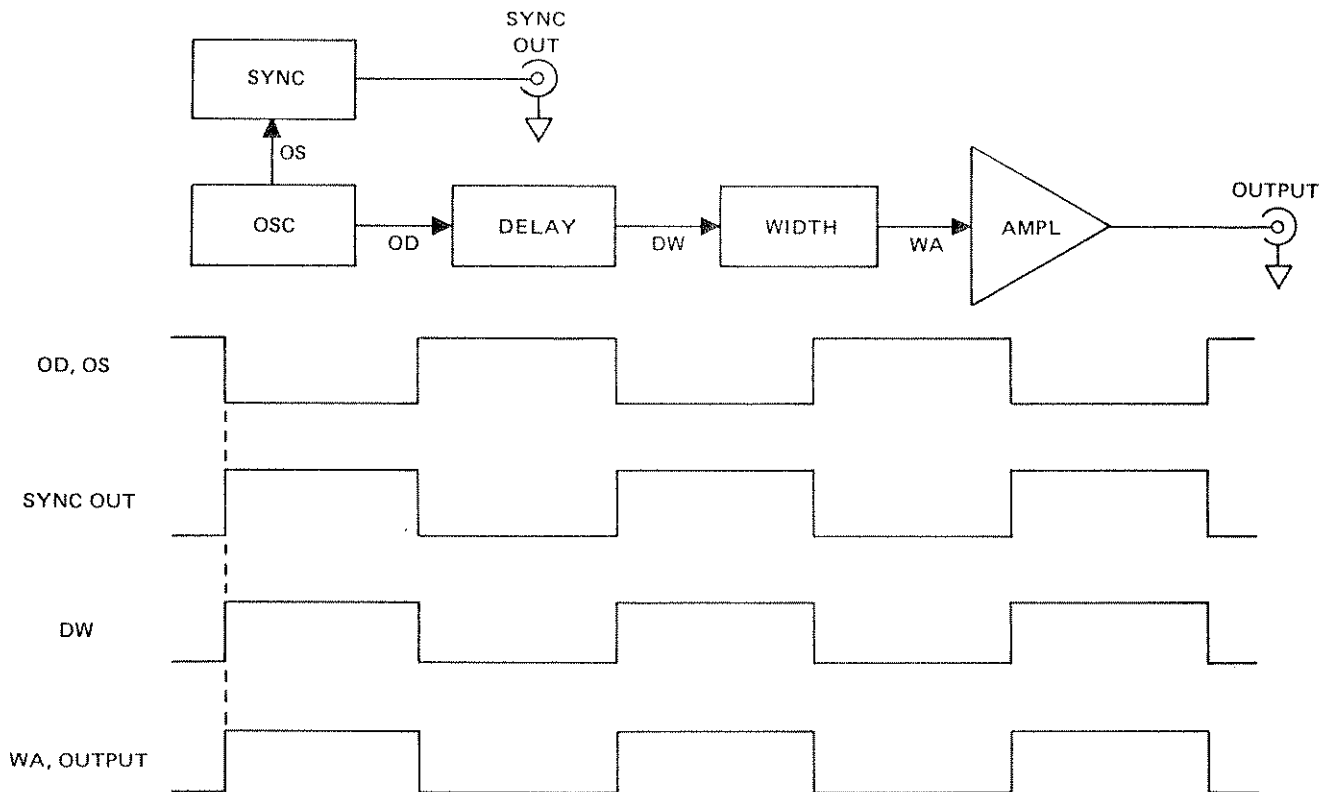 SYNC
OUT
SYNC
OS
OSC
OD
DELAY
DW
WIDTH
WA
AMPL
OUTPUT
OD, OS
SYNC OUT
DW
WA, OUTPUT